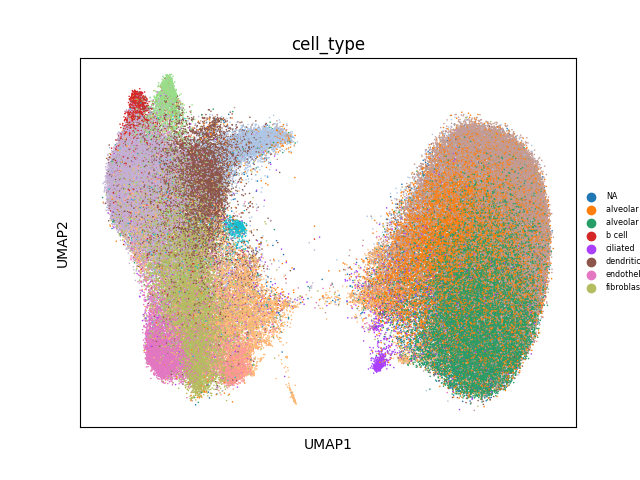 cell_type
UMAP2
UMAP1
NA
alveolar
alveolar
b cell
ciliated
dendritic
endothel
fibroblas